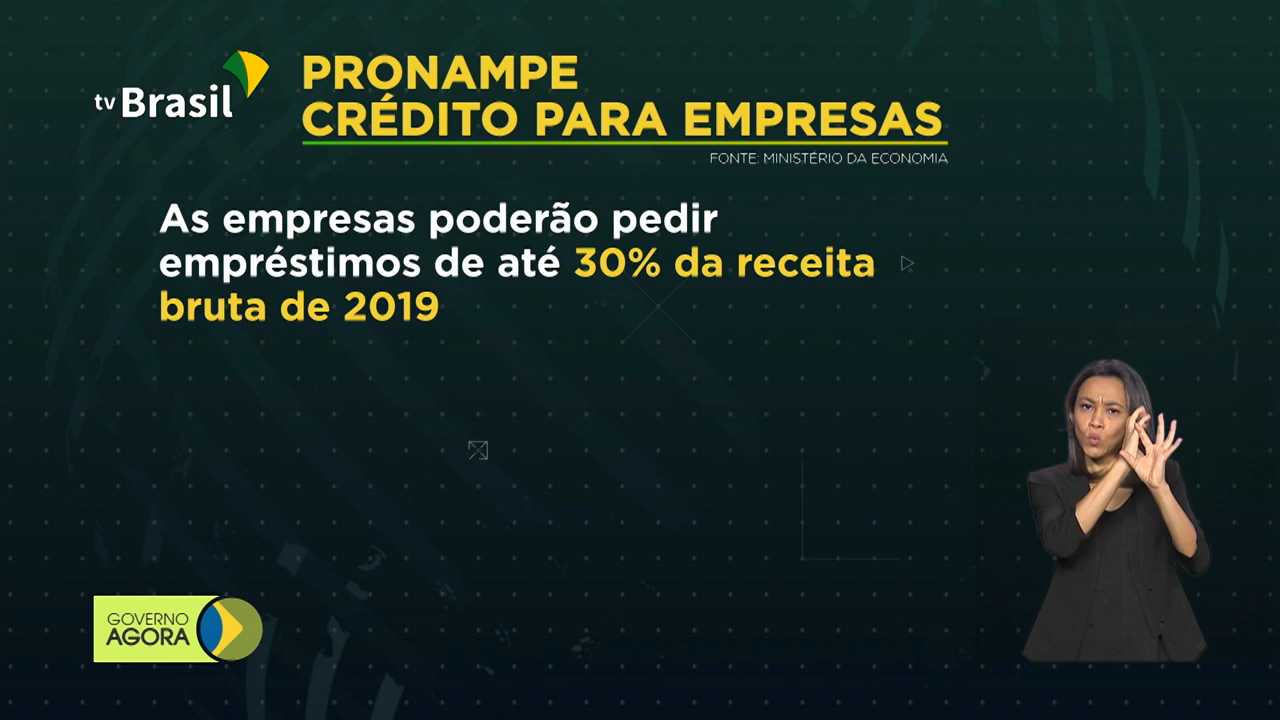 tv Brasil
PRONAMPE
CRÉDITO PARA EMPRESAS
FONTE: MINISTÉRIO DA ECONOMIA
As empresas poderão pedir
empréstimos de até 30% da receita
bruta de 2019
GOVERNO
AGORA